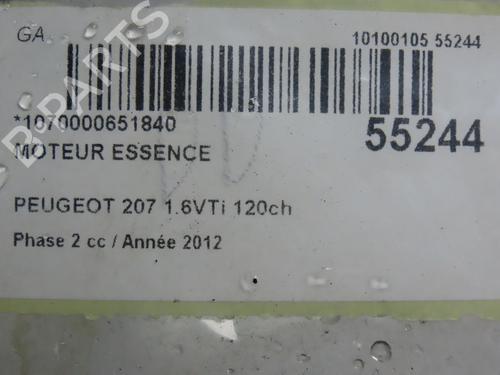 GA
10100105 55244
*1070000651840
55244
MOTEUR ESSENCE
PEUGEOT 207 1.6VTi 120ch
Phase 2 cc / Année 2012
B-PARTS